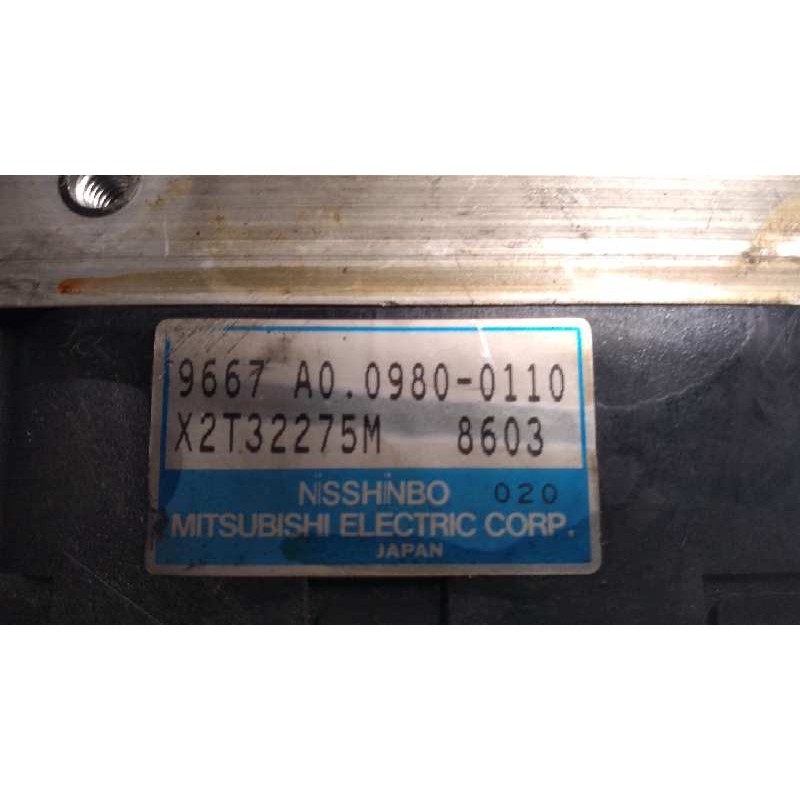 9667 A0.0980-0110
X2T32275M 8603
NiSSHiNBO 020
MITSUBISHI ELECTRIC CORP.
JAPAN